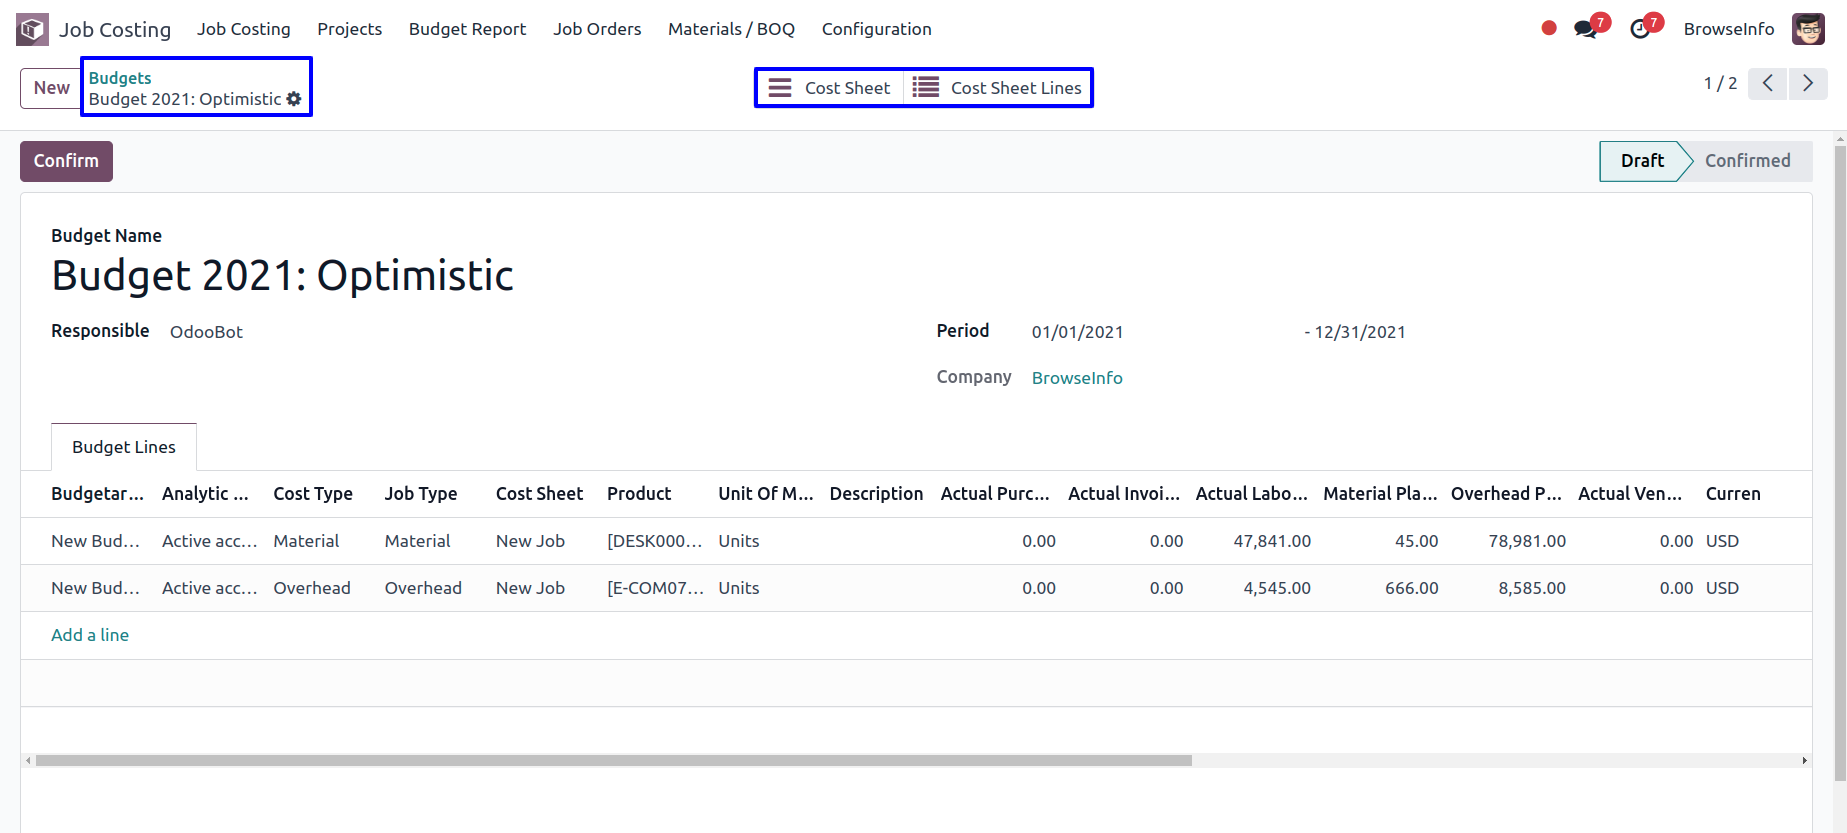 Job Costing Job Costing Projects Budget Report Job Orders Materials / BOQ Configuration 7 7 BrowseInfo
New Budgets Cost Sheet Cost Sheet Lines 1 / 2
Budget 2021: Optimistic
Confirm Draft Confirmed
Budget Name
Budget 2021: Optimistic
Responsible OdooBot Period 01/01/2021 - 12/31/2021
Company BrowseInfo
Budget Lines
Budgetar... Analytic ... Cost Type Job Type Cost Sheet Product Unit Of M... Description Actual Purc... Actual Invoi... Actual Labo... Material Pla... Overhead P... Actual Ven... Curren
New Bud... Active acc... Material Material New Job [DESK000... Units 0.00 0.00 47,841.00 45.00 78,981.00 0.00 USD
New Bud... Active acc... Overhead Overhead New Job [E-COM07... Units 0.00 0.00 4,545.00 666.00 8,585.00 0.00 USD
Add a line